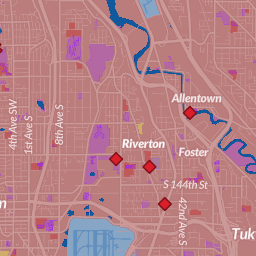 Allentown
4th Ave SW
1st Ave S
8th Ave S
Riverton
Foster
S 144th St
42nd Ave S
Tuk